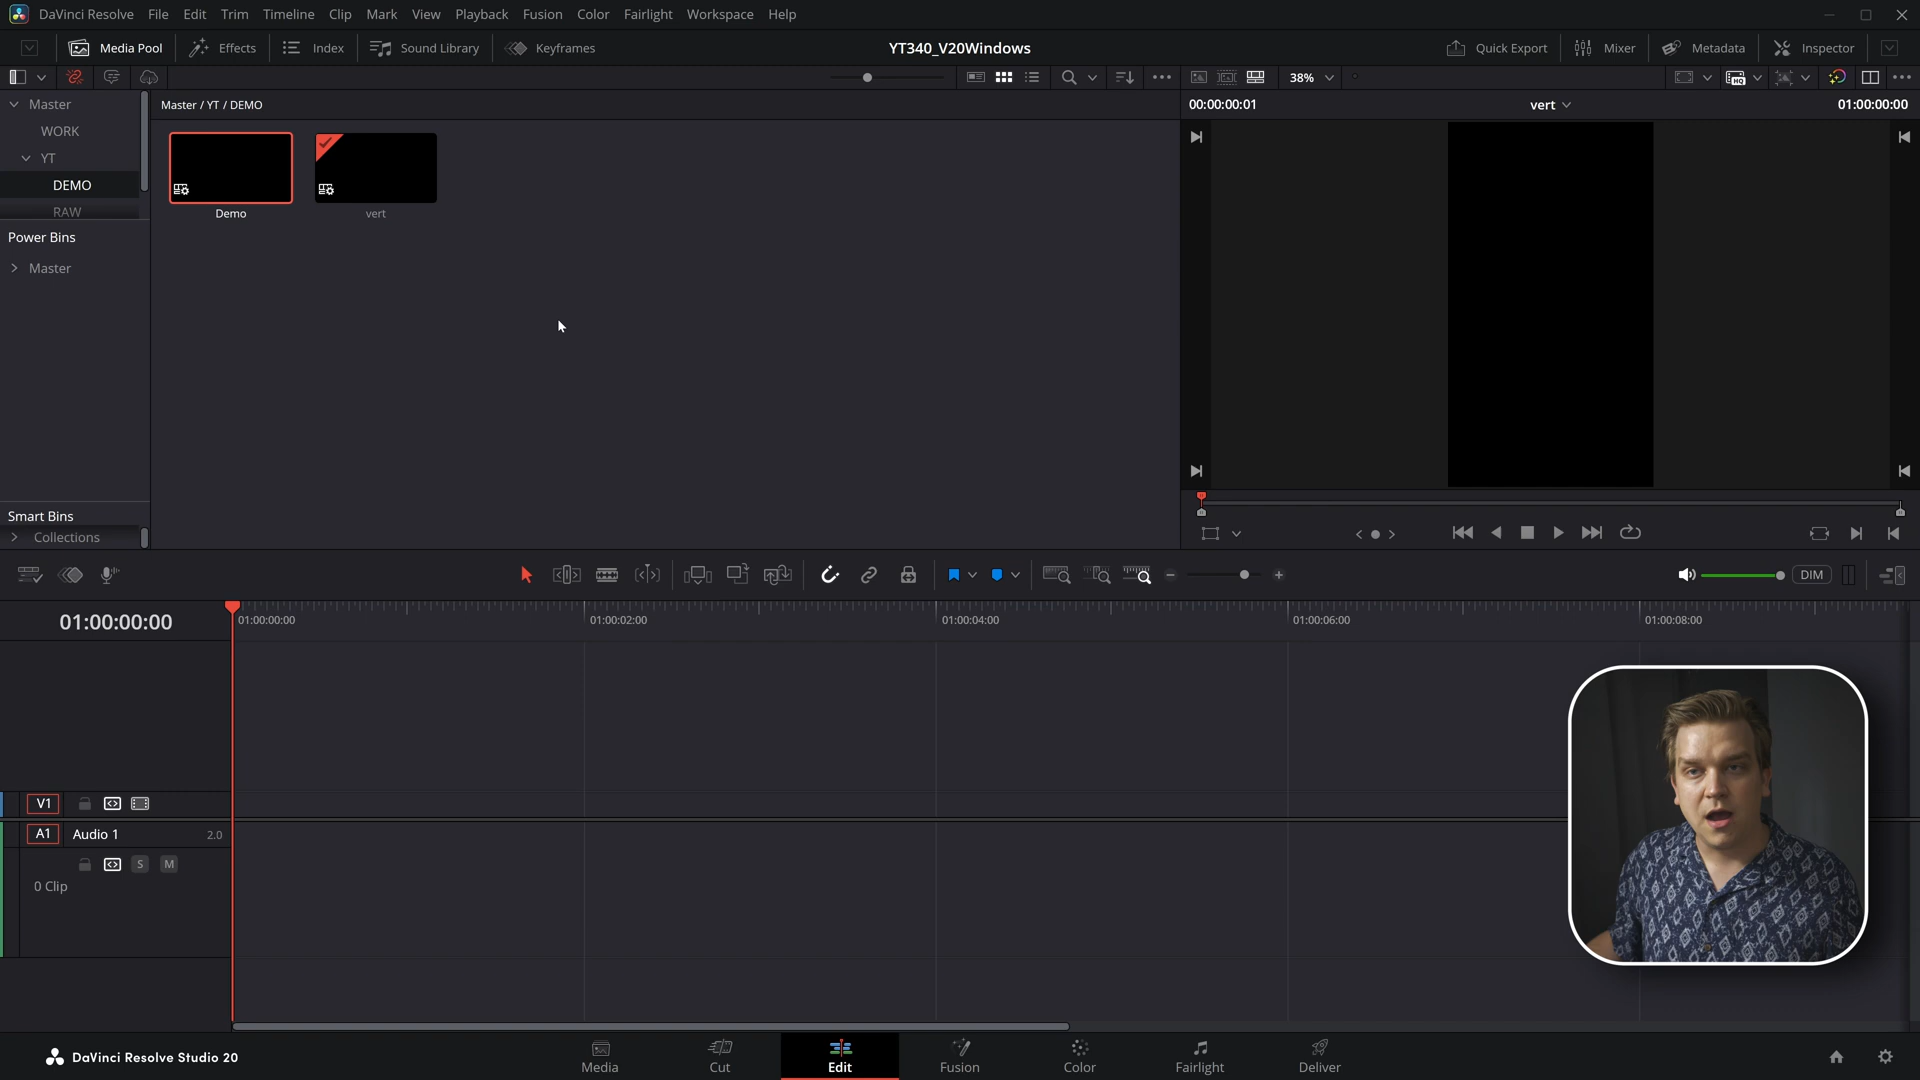 DaVinci Resolve File Edit Trim Timeline Clip Mark View Playback Fusion Color Fairlight Workspace Help
Media Pool Effects Index Sound Library Keyframes YT340_V20Windows Quick Export Mixer Metadata Inspector
38%
Master
WORK
YT
DEMO
RAW
Power Bins
Master
Smart Bins
Collections
Master / YT / DEMO
Demo
vert
00:00:00:01 vert 01:00:00:00
DIM
01:00:00:00
01:00:00:00 01:00:02:00 01:00:04:00 01:00:06:00 01:00:08:00
V1
A1 Audio 1 2.0
S M
0 Clip
DaVinci Resolve Studio 20
Media Cut Edit Fusion Color Fairlight Deliver